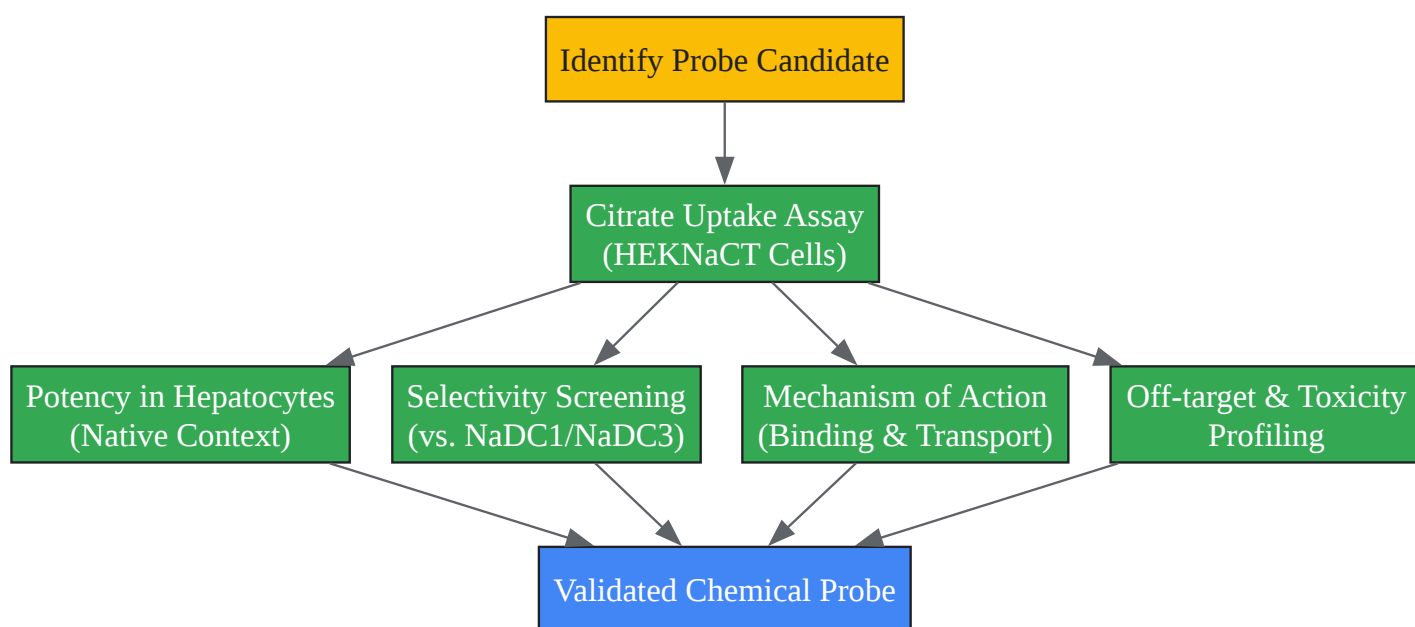 Identify Probe Candidate
Citrate Uptake Assay
(HEKNaCT Cells)
Potency in Hepatocytes
(Native Context)
Selectivity Screening
(vs. NaDC1/NaDC3)
Mechanism of Action
(Binding & Transport)
Off-target & Toxicity
Profiling
Validated Chemical Probe